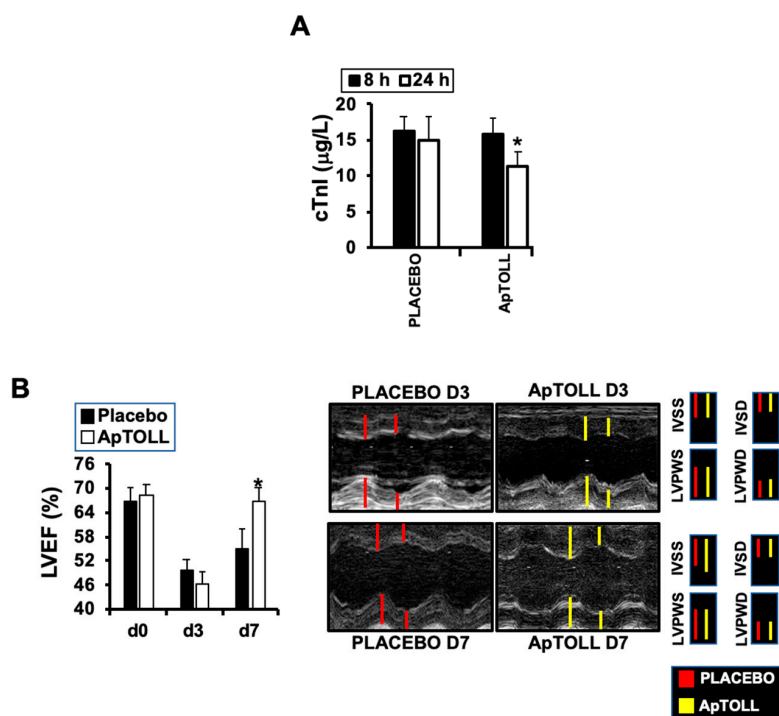 A
8 h 24 h
20
15
10
5
0
cTnI (µg/L)
*
PLACEBO
ApTOLL
B
Placebo
ApTOLL
76
70
64
58
52
46
40
LVEF (%)
*
d0 d3 d7
PLACEBO D3 ApTOLL D3
PLACEBO D7 ApTOLL D7
IVSS IVSD
LVPWS LVPWD
IVSS IVSD
LVPWS LVPWD
PLACEBO
ApTOLL